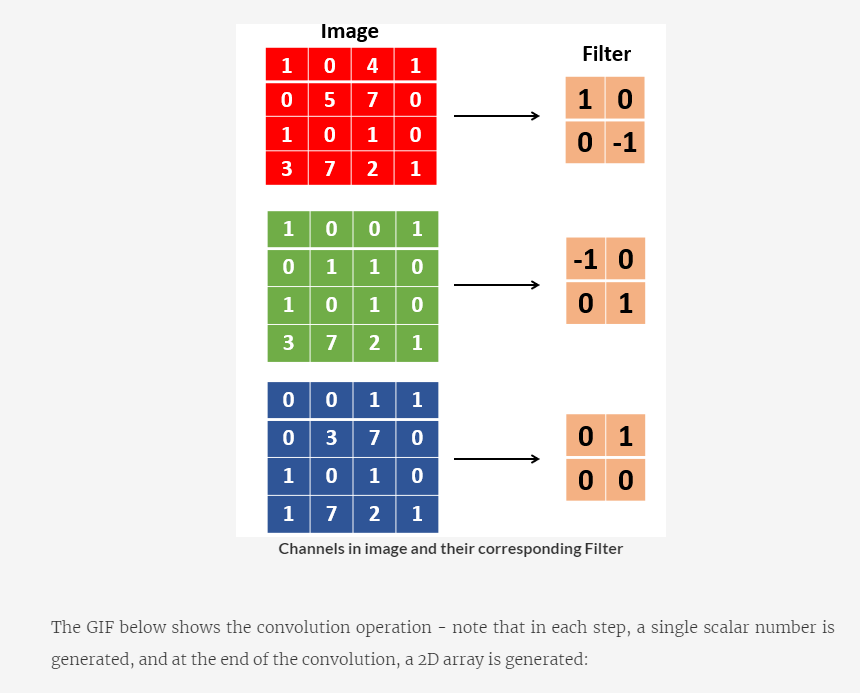 Image
Filter
1 0 4 1
0 5 7 0
1 0 1 0
3 7 2 1
1 0
0 -1
1 0 0 1
0 1 1 0
1 0 1 0
3 7 2 1
-1 0
0 1
0 0 1 1
0 3 7 0
1 0 1 0
1 7 2 1
0 1
0 0
Channels in image and their corresponding Filter
The GIF below shows the convolution operation - note that in each step, a single scalar number is
generated, and at the end of the convolution, a 2D array is generated: